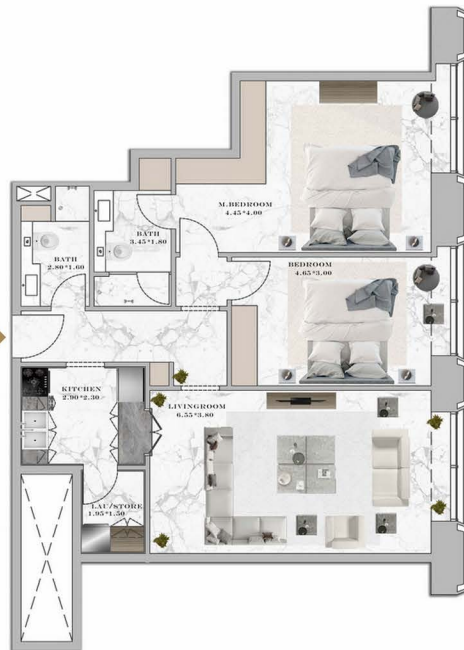 M.BEDROOM
4.45*4.00
BATH
3.45*1.80
BATH
2.80*1.60
BEDROOM
4.65*3.00
KITCHEN
2.90*2.30
LIVINGROOM
6.55*3.80
LAU/STORE
1.95*1.50